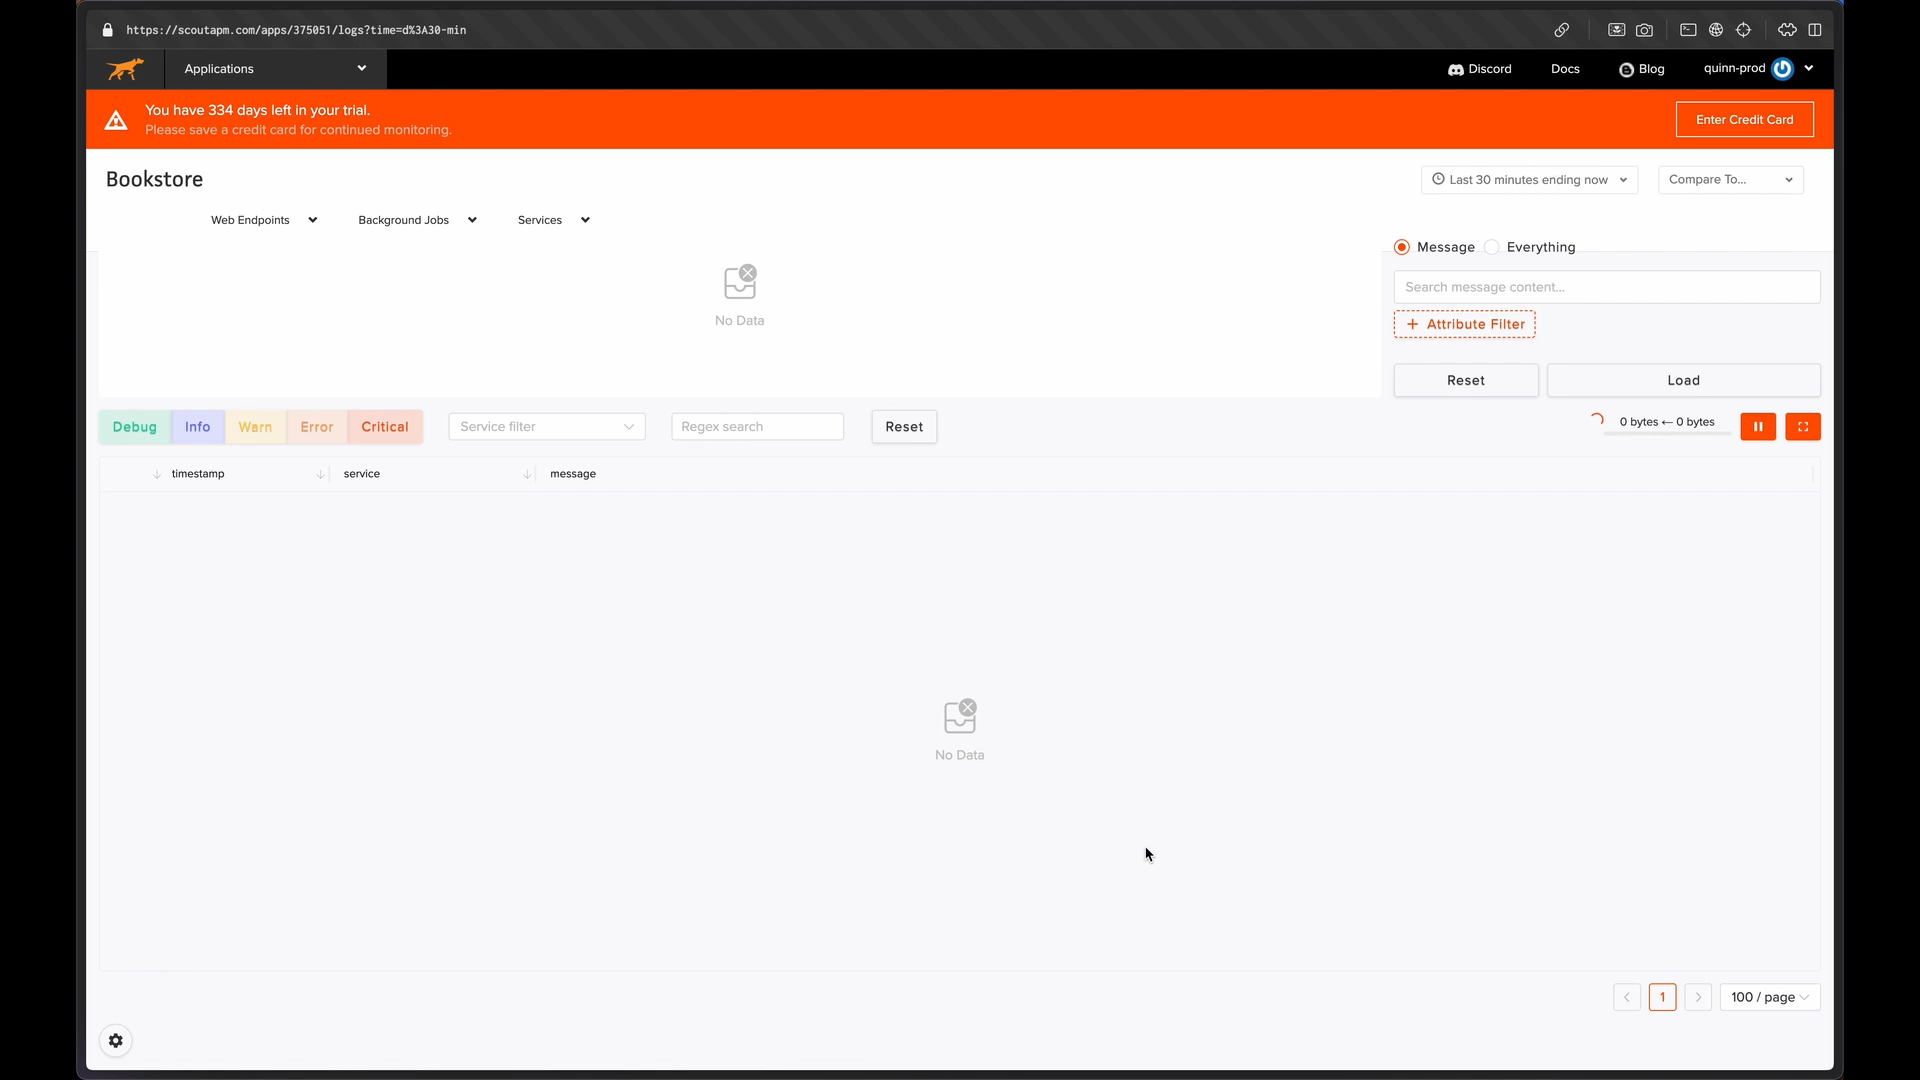 https://scoutapm.com/apps/375051/logs?time=d%3A30-min
Applications
Discord
Docs
Blog
quinn-prod
You have 334 days left in your trial.
Please save a credit card for continued monitoring.
Enter Credit Card
Bookstore
Last 30 minutes ending now
Compare To...
Web Endpoints
Background Jobs
Services
Message
Everything
No Data
Search message content...
+ Attribute Filter
Reset
Load
Debug
Info
Warn
Error
Critical
Service filter
Regex search
Reset
0 bytes ← 0 bytes
timestamp
service
message
No Data
1
100 / page